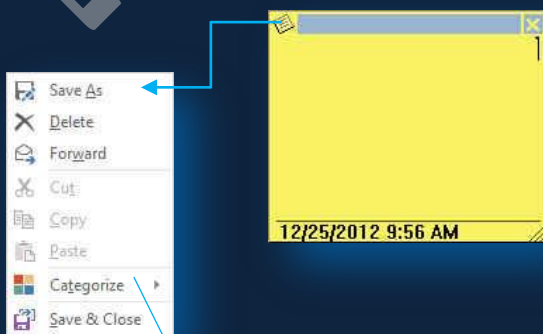 Save As
Delete
Forward
Cut
Copy
Paste
Categorize
Save & Close
12/25/2012 9:56 AM